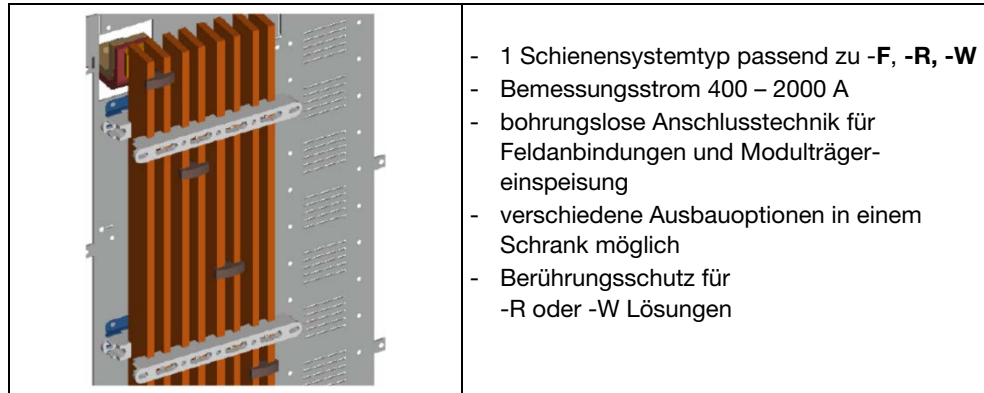 - 1 Schienensystemtyp passend zu -F, -R, -W
- Bemessungsstrom 400 – 2000 A
- bohrungslose Anschlusstechnik für
Feldanbindungen und Modulträger-
einspeisung
- verschiedene Ausbauoptionen in einem
Schrank möglich
- Berührungsschutz für
-R oder -W Lösungen